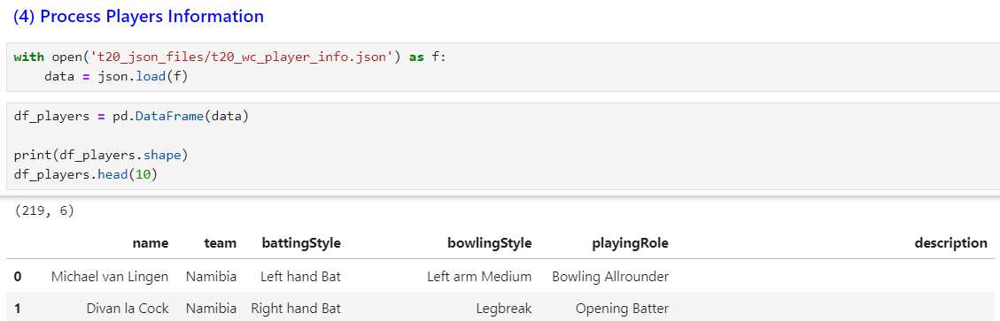 (4) Process Players Information
with open('t20_json_files/t20_wc_player_info.json') as f:
    data = json.load(f)
df_players = pd.DataFrame(data)
print(df_players.shape)
df_players.head(10)
(219, 6)
name team battingStyle bowlingStyle playingRole description
0 Michael van Lingen Namibia Left hand Bat Left arm Medium Bowling Allrounder
1 Divan la Cock Namibia Right hand Bat Legbreak Opening Batter